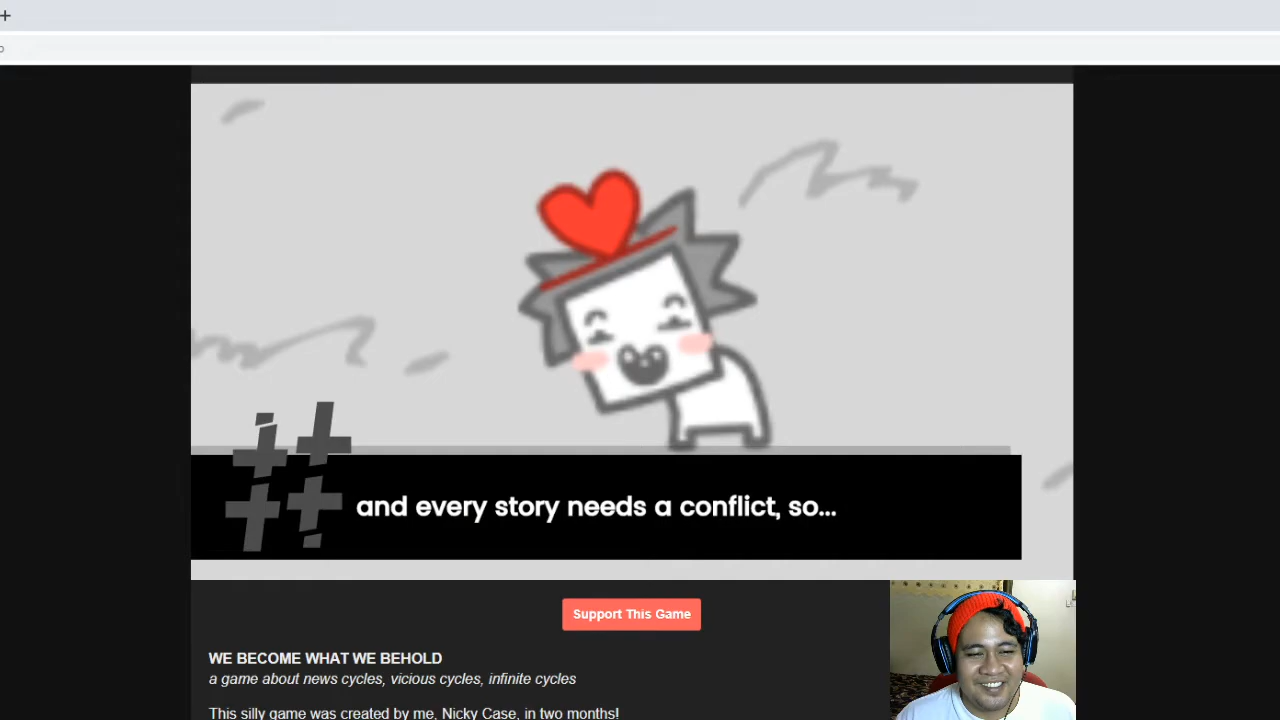 and every story needs a conflict, so...
Support This Game
WE BECOME WHAT WE BEHOLD
a game about news cycles, vicious cycles, infinite cycles
This silly game was created by me, Nicky Case, in two months!